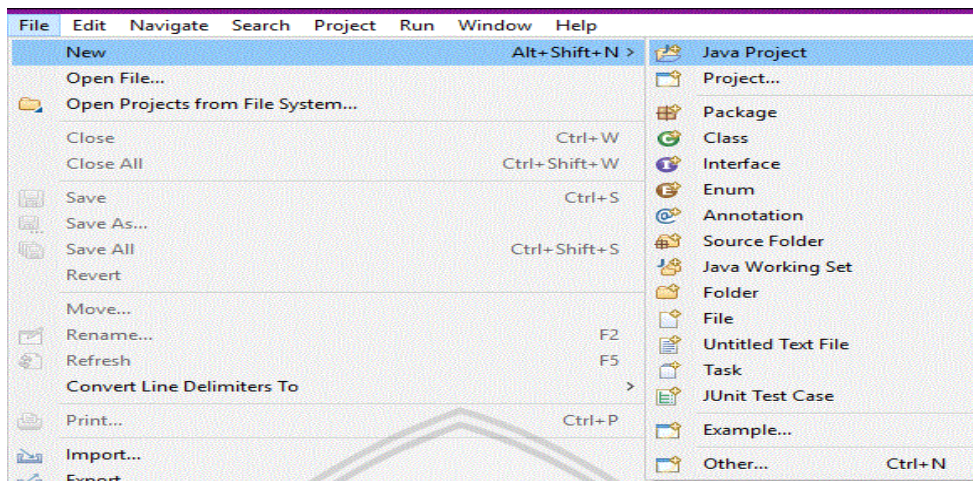 File Edit Navigate Search Project Run Window Help
New Alt+Shift+N >
Open File...
Open Projects from File System...
Close Ctrl+W
Close All Ctrl+Shift+W
Save Ctrl+S
Save As...
Save All Ctrl+Shift+S
Revert
Move...
Rename... F2
Refresh F5
Convert Line Delimiters To >
Print... Ctrl+P
Import...
Export
Java Project
Project...
Package
Class
Interface
Enum
Annotation
Source Folder
Java Working Set
Folder
File
Untitled Text File
Task
JUnit Test Case
Example...
Other... Ctrl+N